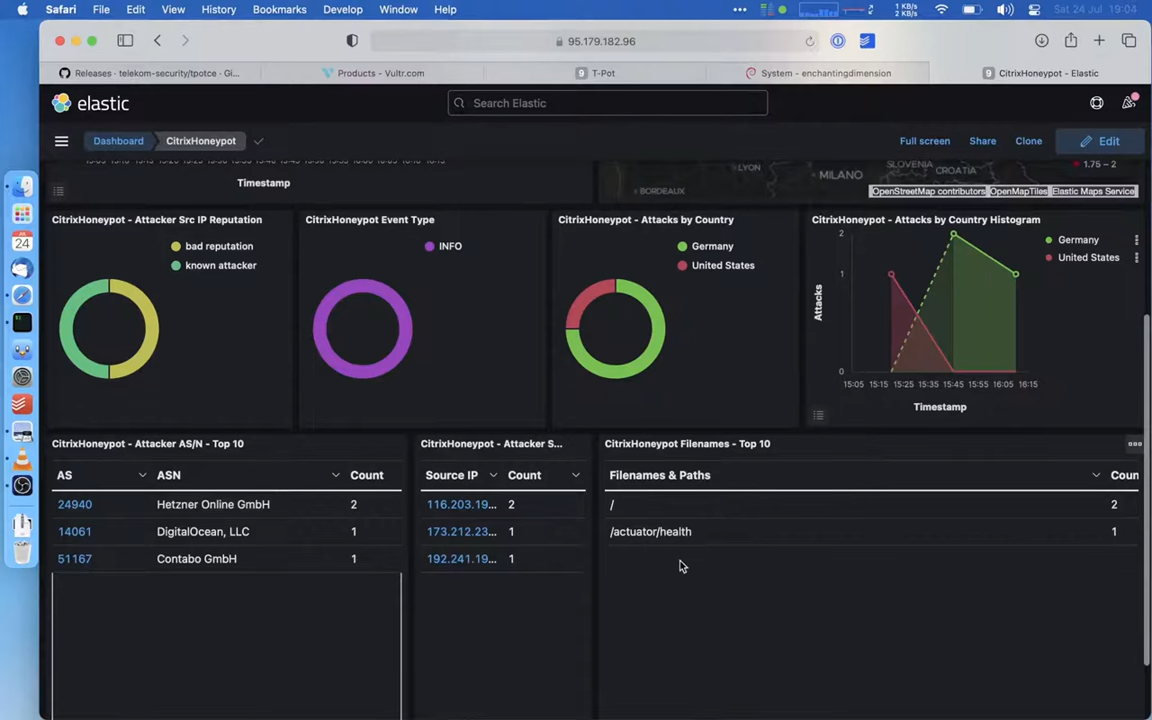 Safari File Edit View History Bookmarks Develop Window Help
1 KB/s
2 KB/s
Sat 24 Jul 19:04
95.179.182.96
Releases · telekom-security/tpotce · Gi...
Products - Vultr.com
9 T-Pot
System - enchantingdimension
9 CitrixHoneypot - Elastic
elastic
Search Elastic
Dashboard CitrixHoneypot
Full screen Share Clone Edit
Timestamp
LYON
MILANO
SLOVENIA
CROATIA
BORDEAUX
1.75 – 2
OpenStreetMap contributors OpenMapTiles Elastic Maps Service
CitrixHoneypot - Attacker Src IP Reputation
bad reputation
known attacker
CitrixHoneypot Event Type
INFO
CitrixHoneypot - Attacks by Country
Germany
United States
CitrixHoneypot - Attacks by Country Histogram
Germany
United States
2
1
0
Attacks
15:05 15:15 15:25 15:35 15:45 15:55 16:05 16:15
Timestamp
24
CitrixHoneypot - Attacker AS/N - Top 10
AS ASN Count
24940 Hetzner Online GmbH 2
14061 DigitalOcean, LLC 1
51167 Contabo GmbH 1
CitrixHoneypot - Attacker S...
Source IP Count
116.203.19... 2
173.212.23... 1
192.241.19... 1
CitrixHoneypot Filenames - Top 10
Filenames & Paths Coun
/ 2
/actuator/health 1